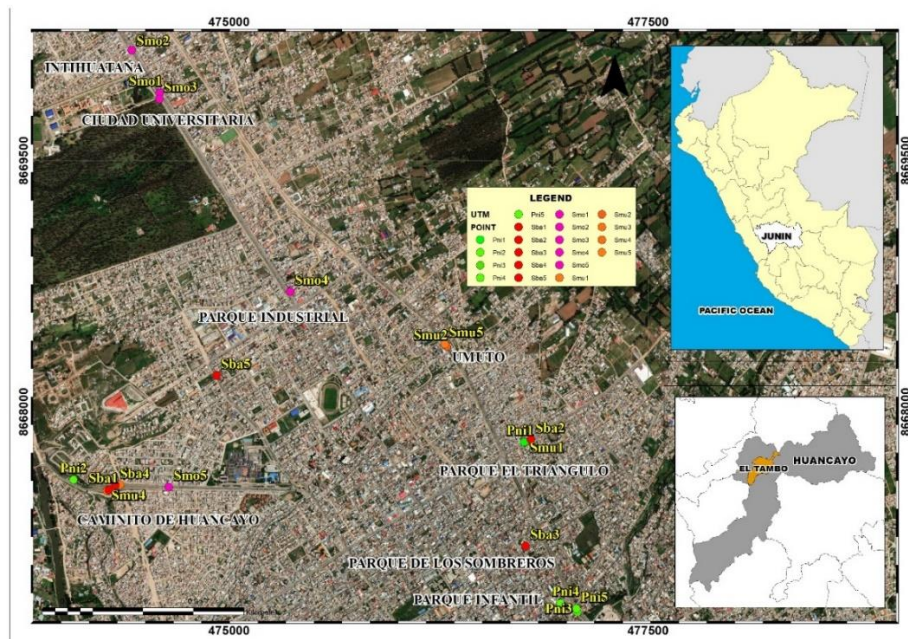 475000
477500
Smo2
INTIHUATANA
Smo1
Smo3
CIUDAD UNIVERSITARIA
8669500
8669500
LEGEND
UTM
POINT
Pni1
Pni2
Pni3
Pni4
Pni5
Sba1
Sba2
Sba3
Sba4
Sba5
Smo1
Smo2
Smo3
Smo4
Smo5
Smu1
Smu2
Smu3
Smu4
Smu5
JUNIN
PACIFIC OCEAN
Smo4
PARQUE INDUSTRIAL
Smu2
Smu5
UMUTO
Sba5
8668000
8668000
Pni1
Sba2
Smu1
PARQUE EL TRIANGULO
Pni2
Sba1
Sba4
Smu4
Smo5
CAMINITO DE HUANCAYO
HUANCAYO
EL TAMBO
Sba3
PARQUE DE LOS SOMBREROS
PARQUE INFANTIL
Pni4
Pni3
Pni5
475000
477500